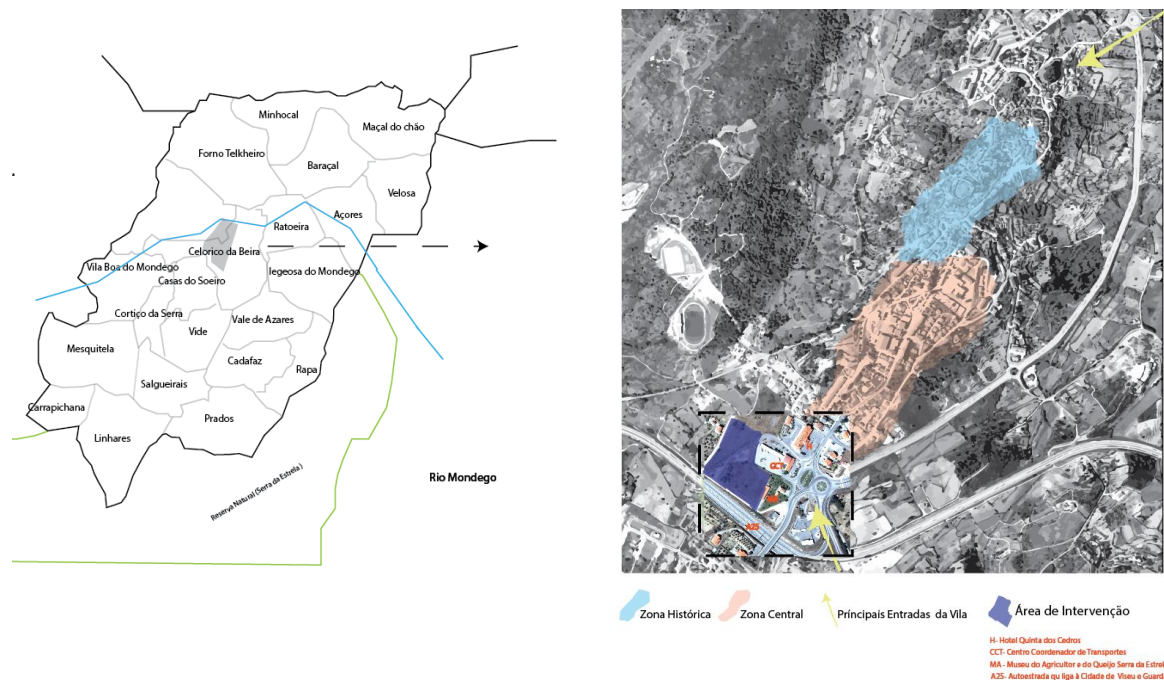 Minhocal
Maçal do chão
Forno Telkheiro
Baraçal
Velosa
Açores
Ratoeira
Celorico da Beira
Vila Boa do Mondego
Iegeosa do Mondego
Casas do Soeiro
Cortiço da Serra
Vale de Azares
Vide
Mesquitela
Cadafaz
Rapa
Salgueirais
Carrapichana
Prados
Linhares
Reserva Natural (Serra da Estrela )
Rio Mondego
H
CCT
MA
A25
Zona Histórica
Zona Central
Príncipais Entradas da Vila
Área de Intervenção
H- Hotel Quinta dos Cedros
CCT- Centro Coordenador de Transportes
MA - Museu do Agricultor e do Queijo Serra da Estrel
A25- Autoestrada qu liga à Cidade de Viseu e Guard